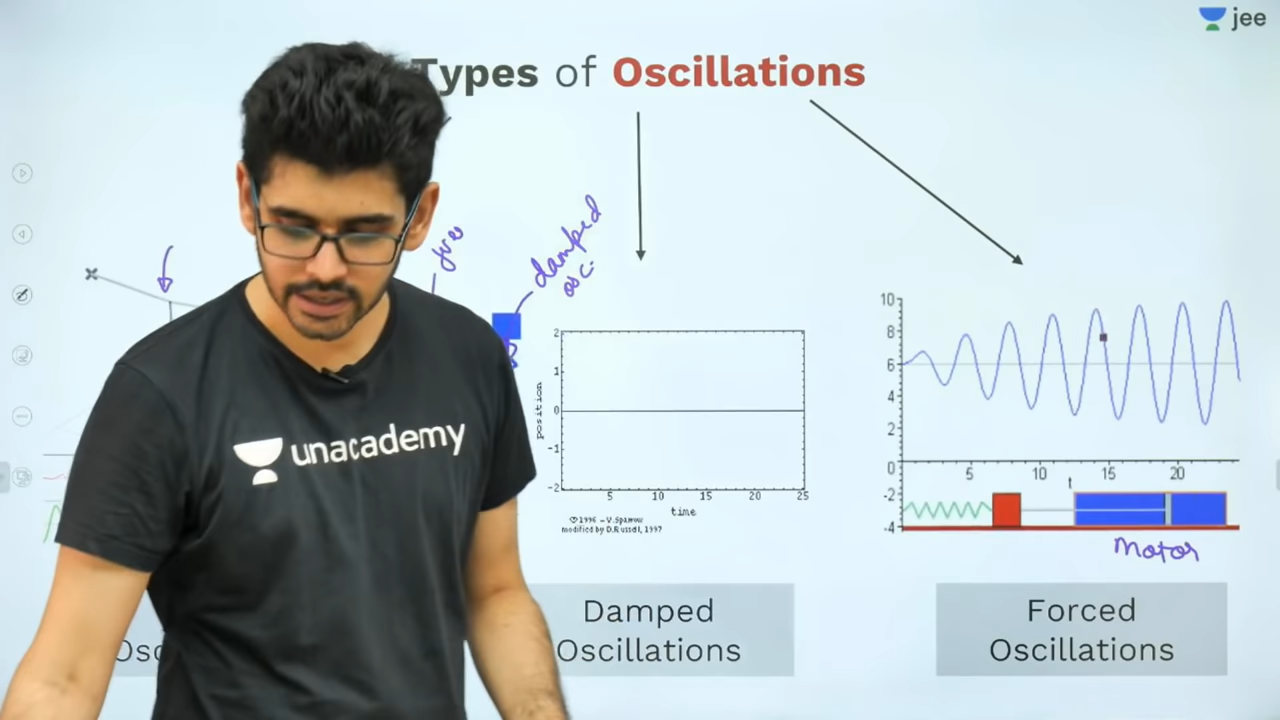 jee
Types of Oscillations
free
damped
osc.
2
1
0
-1
-2
position
5 10 15 20 25
time
©1996 - V.Sparrow
modified by D.Russell, 1997
10
8
6
4
2
0
-2
-4
5 10 15 20
t
Motor
unacademy
Osc
Damped
Oscillations
Forced
Oscillations